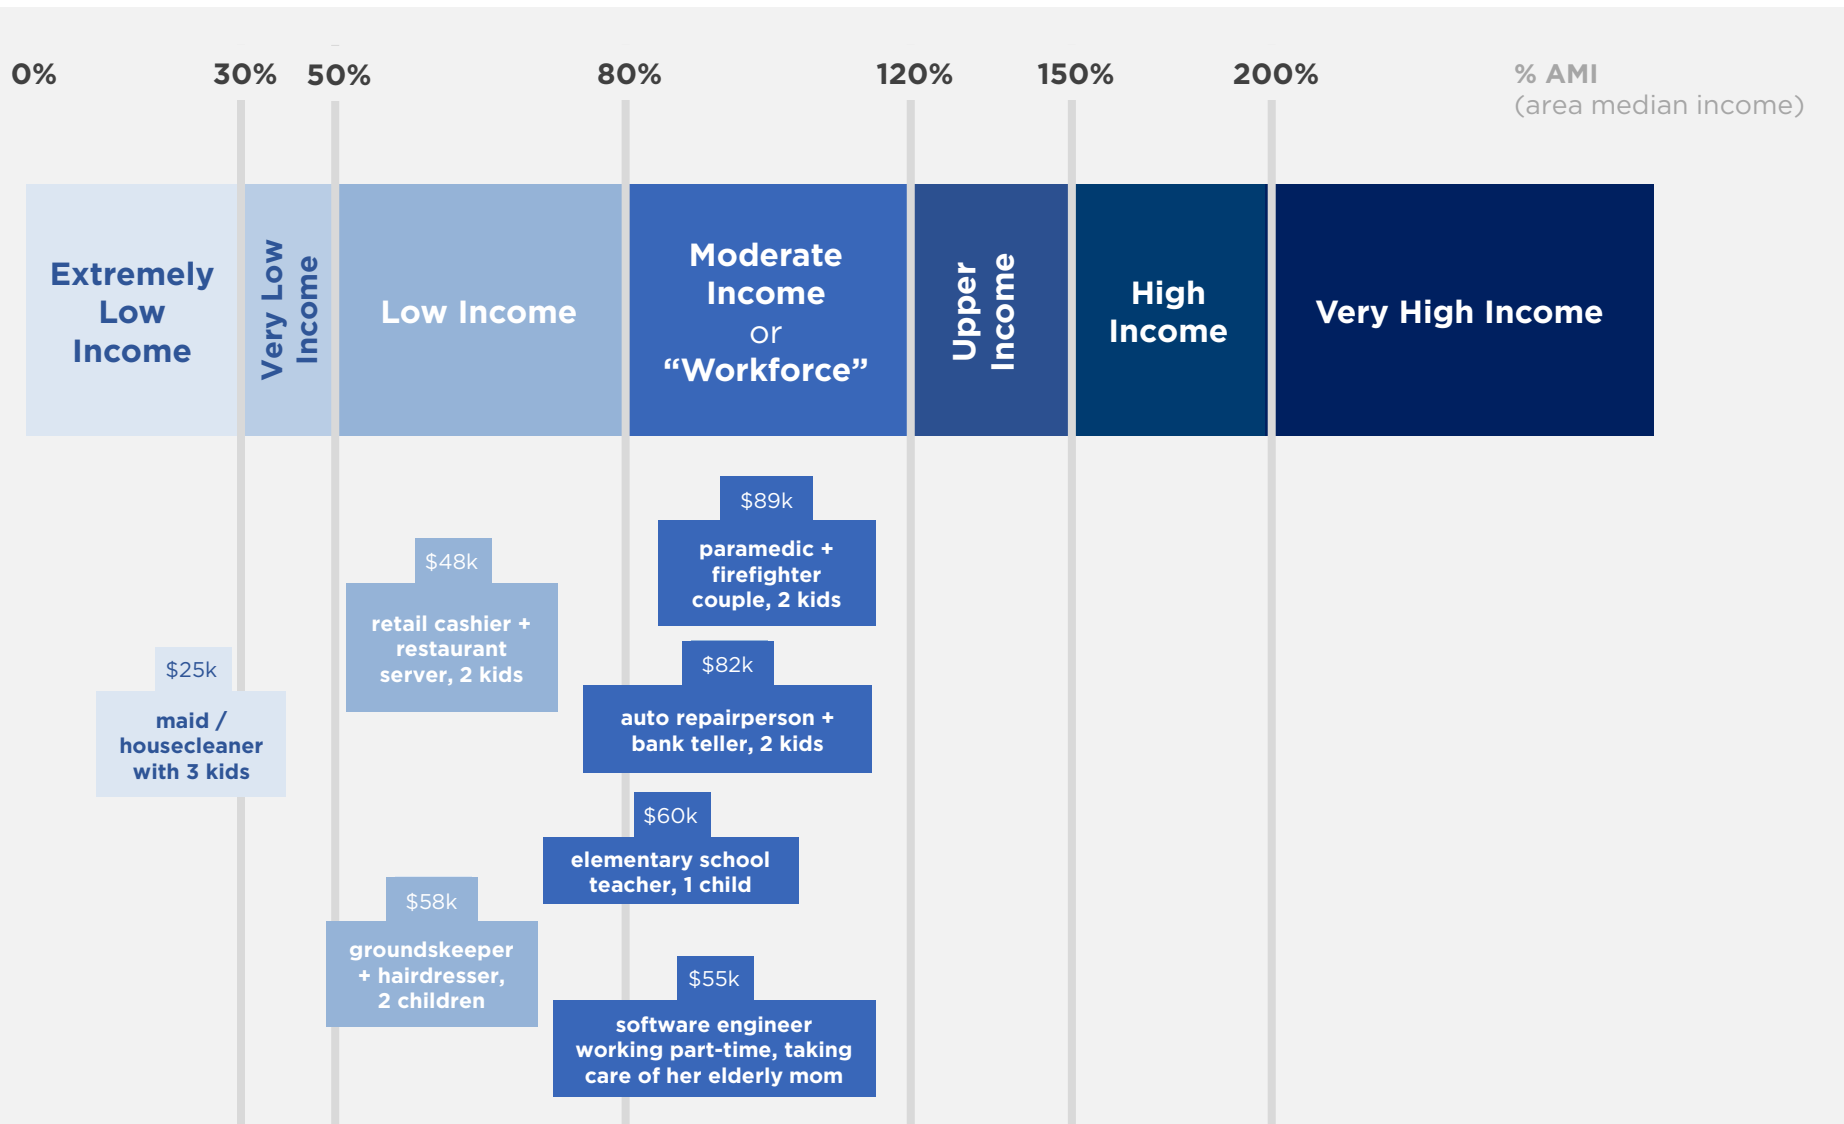 0%
30%
50%
80%
120%
150%
200%
% AMI
(area median income)
Extremely
Low
Income
Very Low
Income
Low Income
Moderate
Income
or
“Workforce”
Upper
Income
High
Income
Very High Income
$89k
paramedic +
firefighter
couple, 2 kids
$48k
retail cashier +
restaurant
server, 2 kids
$82k
auto repairperson +
bank teller, 2 kids
$25k
maid /
housecleaner
with 3 kids
$60k
elementary school
teacher, 1 child
$58k
groundskeeper
+ hairdresser,
2 children
$55k
software engineer
working part-time, taking
care of her elderly mom